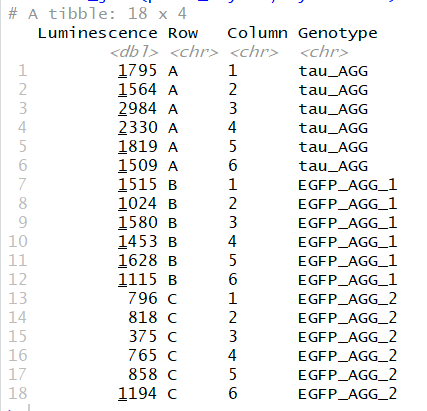 # A tibble: 18 x 4
Luminescence Row Column Genotype
<dbl> <chr> <chr> <chr>
1 1795 A 1 tau_AGG
2 1564 A 2 tau_AGG
3 2984 A 3 tau_AGG
4 2330 A 4 tau_AGG
5 1819 A 5 tau_AGG
6 1509 A 6 tau_AGG
7 1515 B 1 EGFP_AGG_1
8 1024 B 2 EGFP_AGG_1
9 1580 B 3 EGFP_AGG_1
10 1453 B 4 EGFP_AGG_1
11 1628 B 5 EGFP_AGG_1
12 1115 B 6 EGFP_AGG_1
13 796 C 1 EGFP_AGG_2
14 818 C 2 EGFP_AGG_2
15 375 C 3 EGFP_AGG_2
16 765 C 4 EGFP_AGG_2
17 858 C 5 EGFP_AGG_2
18 1194 C 6 EGFP_AGG_2